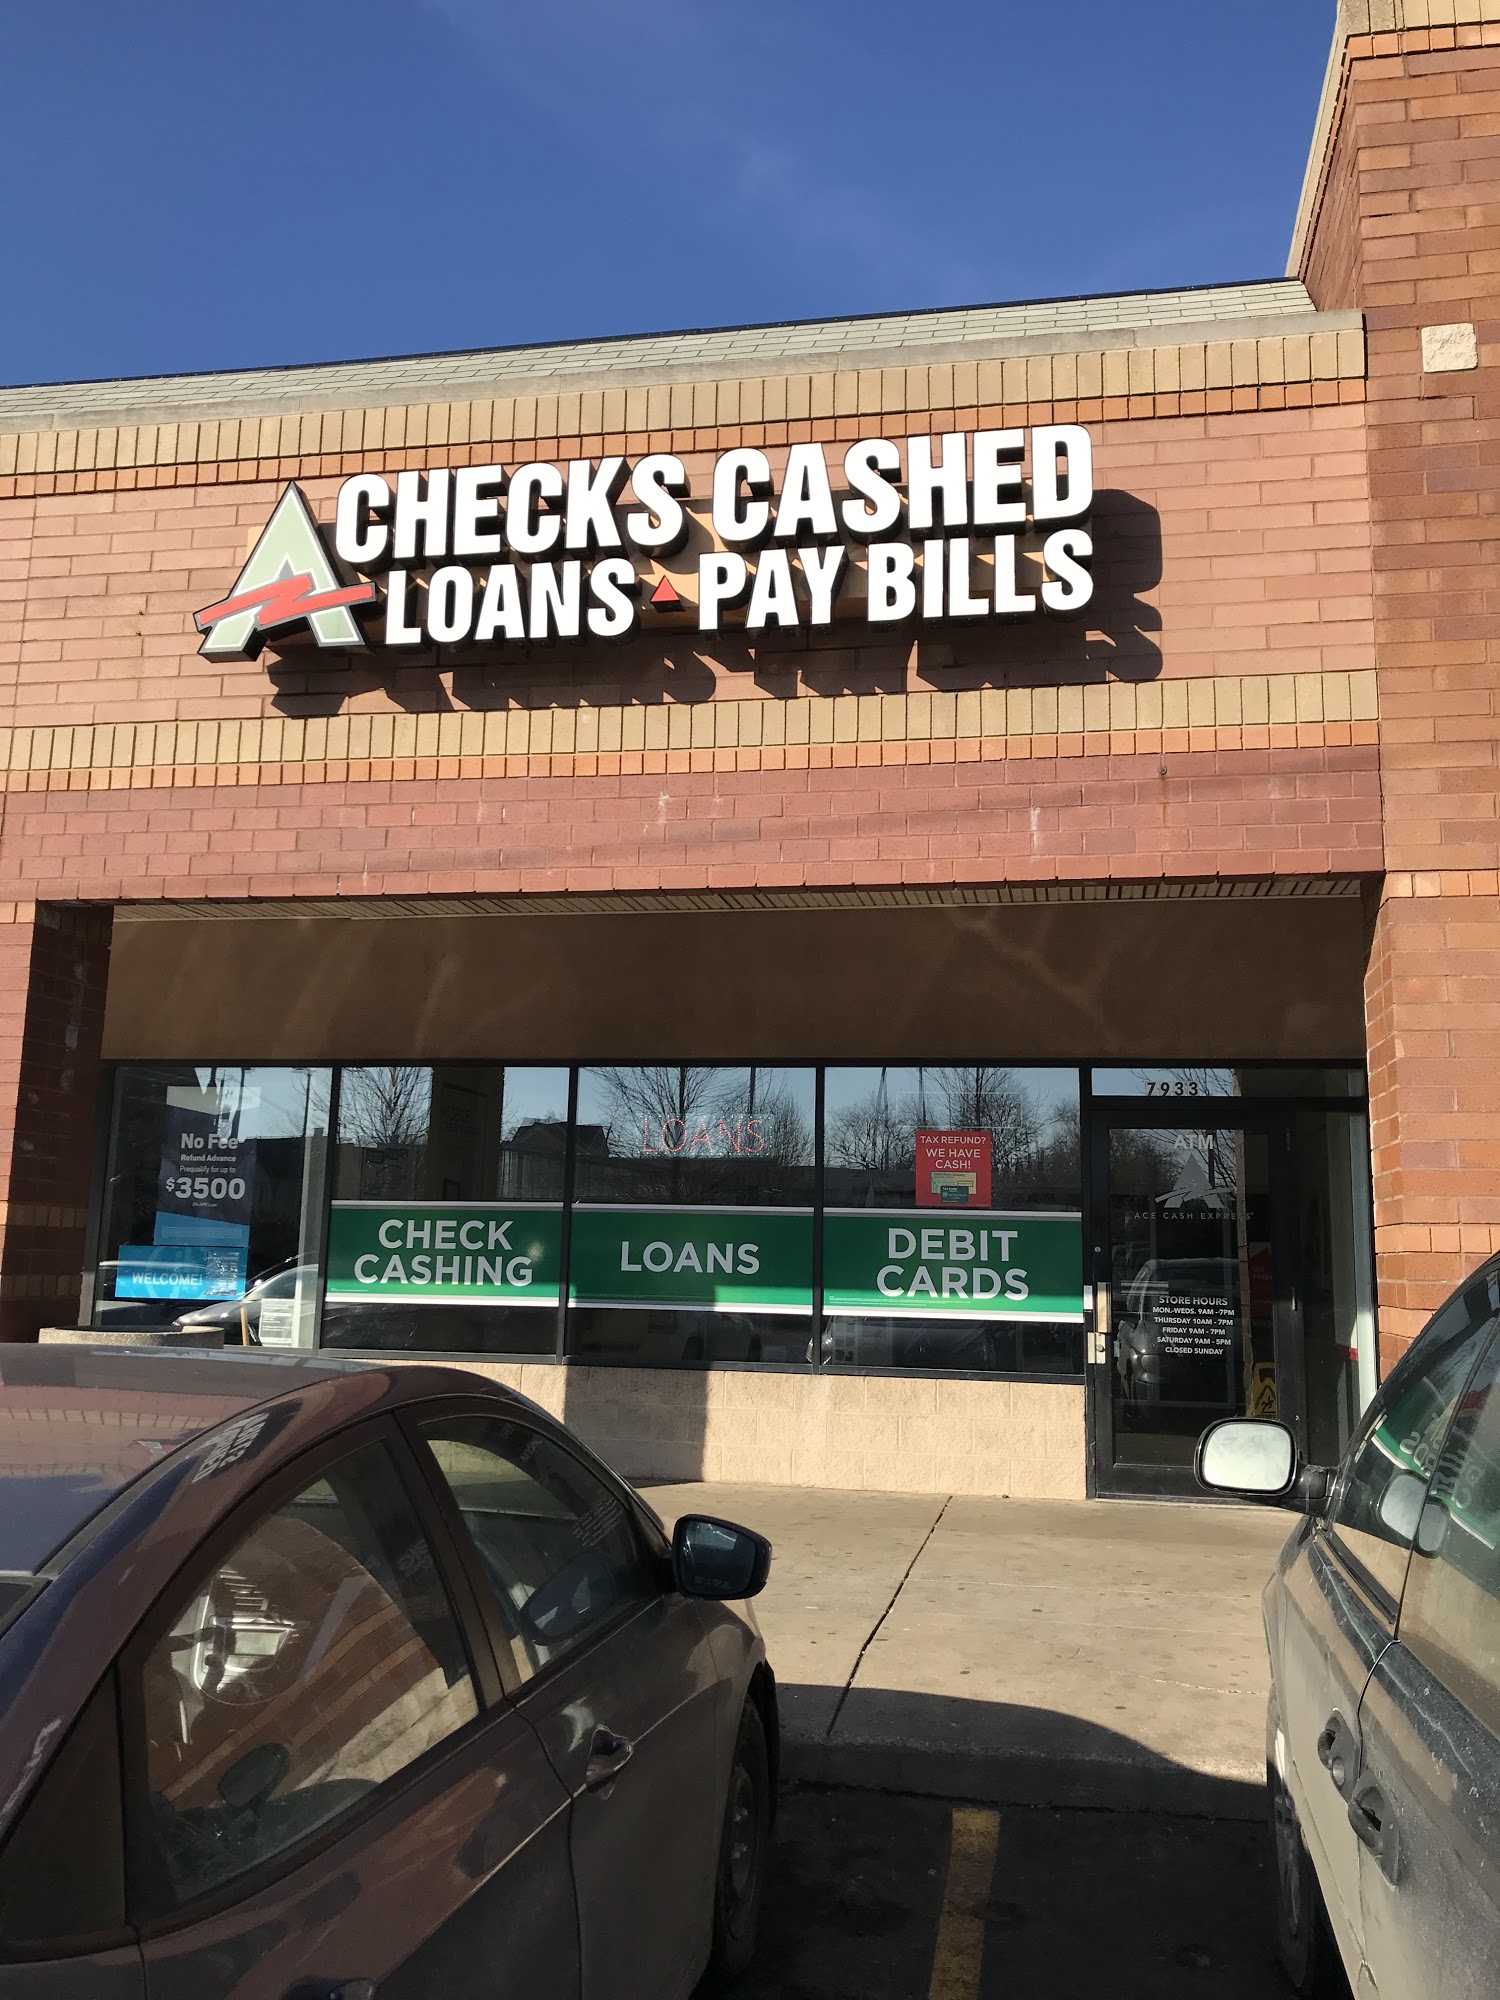 CHECKS CASHED
LOANS PAY BILLS
7933
No Fee
Refund Advance
Prequalify for up to
$3500
WELCOME!
LOANS
CHECK
CASHING
LOANS
TAX REFUND?
WE HAVE
CASH!
DEBIT
CARDS
ATM
ACE CASH EXPRESS
STORE HOURS
MON.-WEDS. 9AM - 7PM
THURSDAY 10AM - 7PM
FRIDAY 9AM - 7PM
SATURDAY 9AM - 5PM
CLOSED SUNDAY